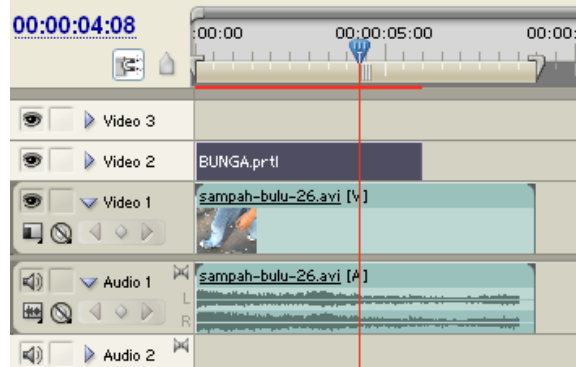 00:00:04:08
:00:00 00:00:05:00 00:00:
Video 3
Video 2
BUNGA.prtl
Video 1
sampah-bulu-26.avi [V]
Audio 1
sampah-bulu-26.avi [A]
L
R
Audio 2